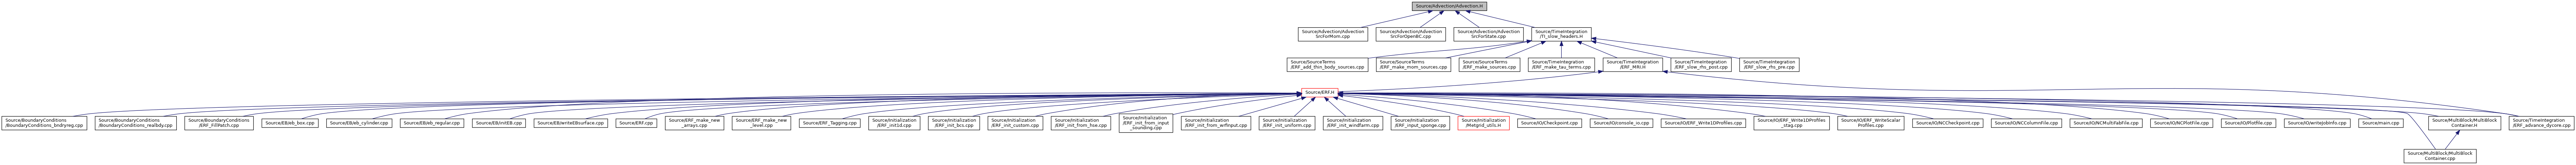 Source/Advection/Advection.H
Source/Advection/Advection
SrcForMom.cpp
Source/Advection/Advection
SrcForOpenBC.cpp
Source/Advection/Advection
SrcForState.cpp
Source/TimeIntegration
/TI_slow_headers.H
Source/SourceTerms
/ERF_add_thin_body_sources.cpp
Source/SourceTerms
/ERF_make_mom_sources.cpp
Source/SourceTerms
/ERF_make_sources.cpp
Source/TimeIntegration
/ERF_make_tau_terms.cpp
Source/TimeIntegration
/ERF_MRI.H
Source/TimeIntegration
/ERF_slow_rhs_post.cpp
Source/TimeIntegration
/ERF_slow_rhs_pre.cpp
Source/ERF.H
Source/BoundaryConditions
/BoundaryConditions_bndryreg.cpp
Source/BoundaryConditions
/BoundaryConditions_realbdy.cpp
Source/BoundaryConditions
/ERF_FillPatch.cpp
Source/EB/eb_box.cpp
Source/EB/eb_cylinder.cpp
Source/EB/eb_regular.cpp
Source/EB/initEB.cpp
Source/EB/writeEBsurface.cpp
Source/ERF.cpp
Source/ERF_make_new
_arrays.cpp
Source/ERF_make_new
_level.cpp
Source/ERF_Tagging.cpp
Source/Initialization
/ERF_init1d.cpp
Source/Initialization
/ERF_init_bcs.cpp
Source/Initialization
/ERF_init_custom.cpp
Source/Initialization
/ERF_init_from_hse.cpp
Source/Initialization
/ERF_init_from_input
_sounding.cpp
Source/Initialization
/ERF_init_from_wrfinput.cpp
Source/Initialization
/ERF_init_uniform.cpp
Source/Initialization
/ERF_init_windfarm.cpp
Source/Initialization
/ERF_input_sponge.cpp
Source/Initialization
/Metgrid_utils.H
Source/IO/Checkpoint.cpp
Source/IO/console_io.cpp
Source/IO/ERF_Write1DProfiles.cpp
Source/IO/ERF_Write1DProfiles
_stag.cpp
Source/IO/ERF_WriteScalar
Profiles.cpp
Source/IO/NCCheckpoint.cpp
Source/IO/NCColumnFile.cpp
Source/IO/NCMultiFabFile.cpp
Source/IO/NCPlotFile.cpp
Source/IO/Plotfile.cpp
Source/IO/writeJobInfo.cpp
Source/main.cpp
Source/MultiBlock/MultiBlock
Container.H
Source/TimeIntegration
/ERF_advance_dycore.cpp
Source/MultiBlock/MultiBlock
Container.cpp